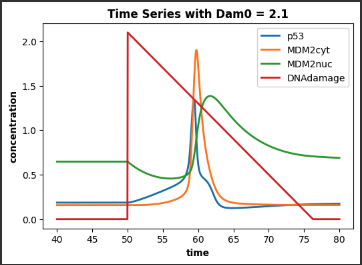 Time Series with Dam0 = 2.1
p53
MDM2cyt
MDM2nuc
DNAdamage
concentration
2.0
1.5
1.0
0.5
0.0
40 45 50 55 60 65 70 75 80
time